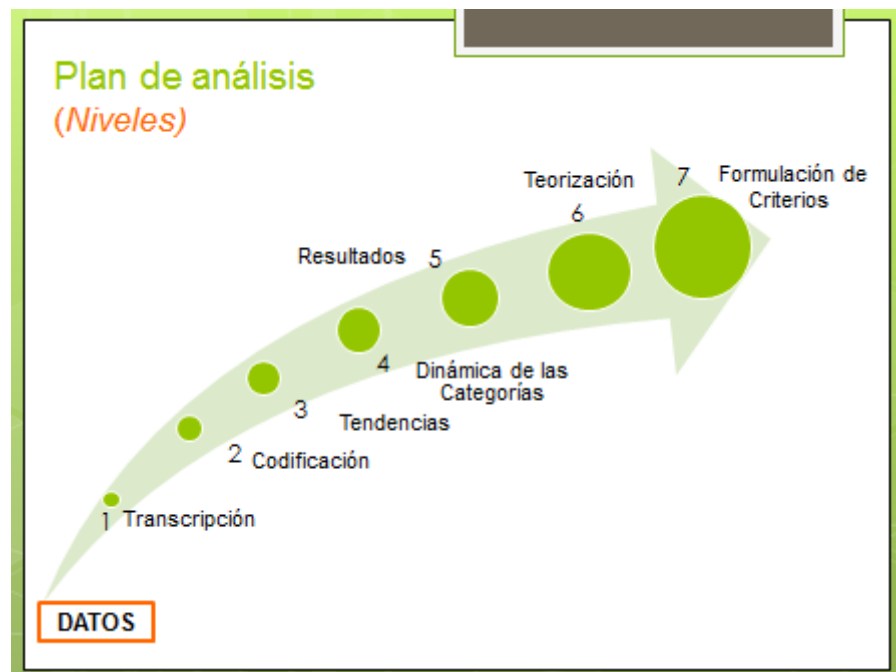 Plan de análisis
(Niveles)
7 Formulación de
Criterios
Teorización
6
Resultados 5
4 Dinámica de las
Categorías
3 Tendencias
2 Codificación
1 Transcripción
DATOS